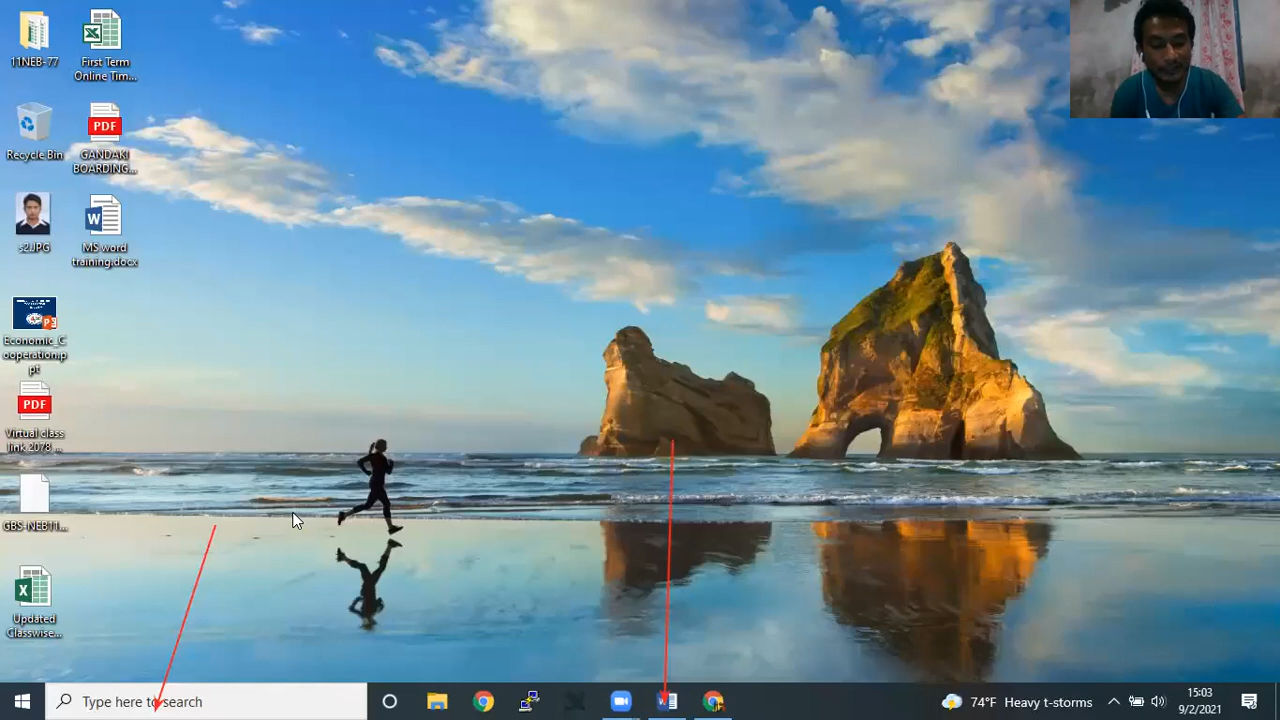 11NEB-77
First Term
Online Tim...
Recycle Bin
PDF
GANDAKI
BOARDING...
s2.JPG
MS word
training.docx
Economic_C
ooperation.p
pt
PDF
Virtual class
link 2078 ...
GBS-NEB11...
Updated
Classwise...
Type here to search
74°F Heavy t-storms
15:03
9/2/2021